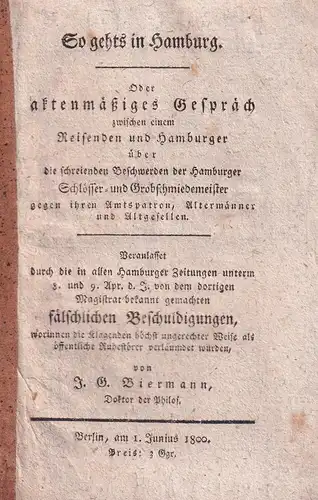 So gehts in Hamburg.
Oder
aktenmäßiges Gespräch
zwischen einem
Reisenden und Hamburger
über
die schreienden Beschwerden der Hamburger
Schlösser- und Grobschmiedemeister
gegen ihren Amtspatron, Altermänner
und Altgesellen.
Veranlasset
durch die in allen Hamburger Zeitungen unterm
8. und 9. Apr. d. J. von dem dortigen
Magistrat bekannt gemachten
fälschlichen Beschuldigungen,
worinnen die Klagenden höchst ungerechter Weise als
öffentliche Ruhestörer verläumdet wurden,
von
J. G. Biermann,
Doktor der Philos.
Berlin, am 1. Junius 1800.
Preis: 3 Ggr.